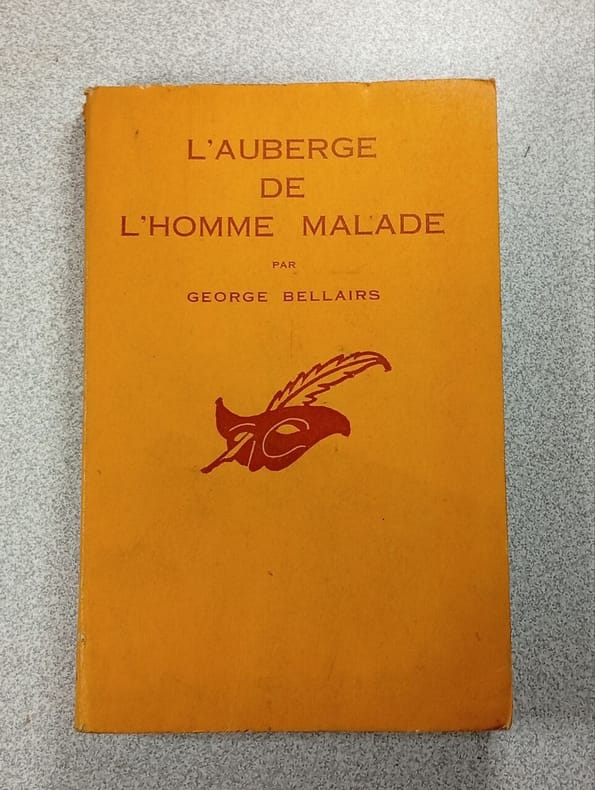 L'AUBERGE
DE
L'HOMME MALADE
PAR
GEORGE BELLAIRS